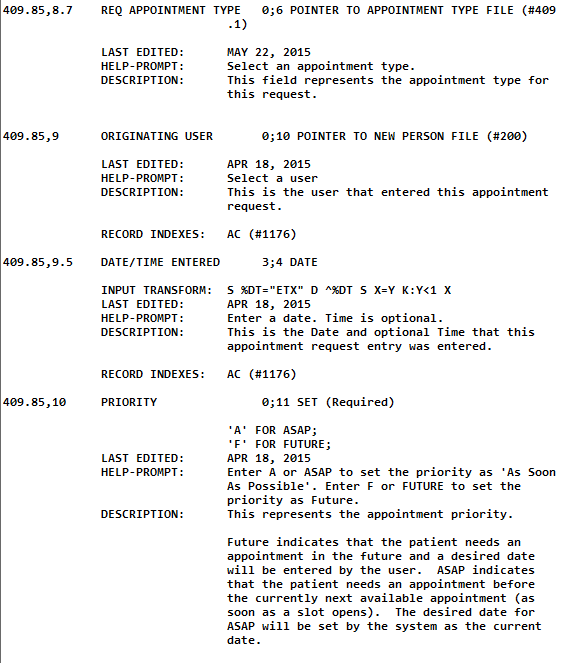 409.85,8.7    REQ APPOINTMENT TYPE   0;6 POINTER TO APPOINTMENT TYPE FILE (#409
.1)
LAST EDITED:      MAY 22, 2015
HELP-PROMPT:      Select an appointment type.
DESCRIPTION:      This field represents the appointment type for
this request.
409.85,9      ORIGINATING USER       0;10 POINTER TO NEW PERSON FILE (#200)
LAST EDITED:      APR 18, 2015
HELP-PROMPT:      Select a user
DESCRIPTION:      This is the user that entered this appointment
request.
RECORD INDEXES:   AC (#1176)
409.85,9.5    DATE/TIME ENTERED      3;4 DATE
INPUT TRANSFORM:  S %DT="ETX" D ^%DT S X=Y K:Y<1 X
LAST EDITED:      APR 18, 2015
HELP-PROMPT:      Enter a date. Time is optional.
DESCRIPTION:      This is the Date and optional Time that this
appointment request entry was entered.
RECORD INDEXES:   AC (#1176)
409.85,10     PRIORITY               0;11 SET (Required)
'A' FOR ASAP;
'F' FOR FUTURE;
LAST EDITED:      APR 18, 2015
HELP-PROMPT:      Enter A or ASAP to set the priority as 'As Soon
As Possible'. Enter F or FUTURE to set the
priority as Future.
DESCRIPTION:      This represents the appointment priority.
Future indicates that the patient needs an
appointment in the future and a desired date
will be entered by the user.  ASAP indicates
that the patient needs an appointment before
the currently next available appointment (as
soon as a slot opens).  The desired date for
ASAP will be set by the system as the current
date.